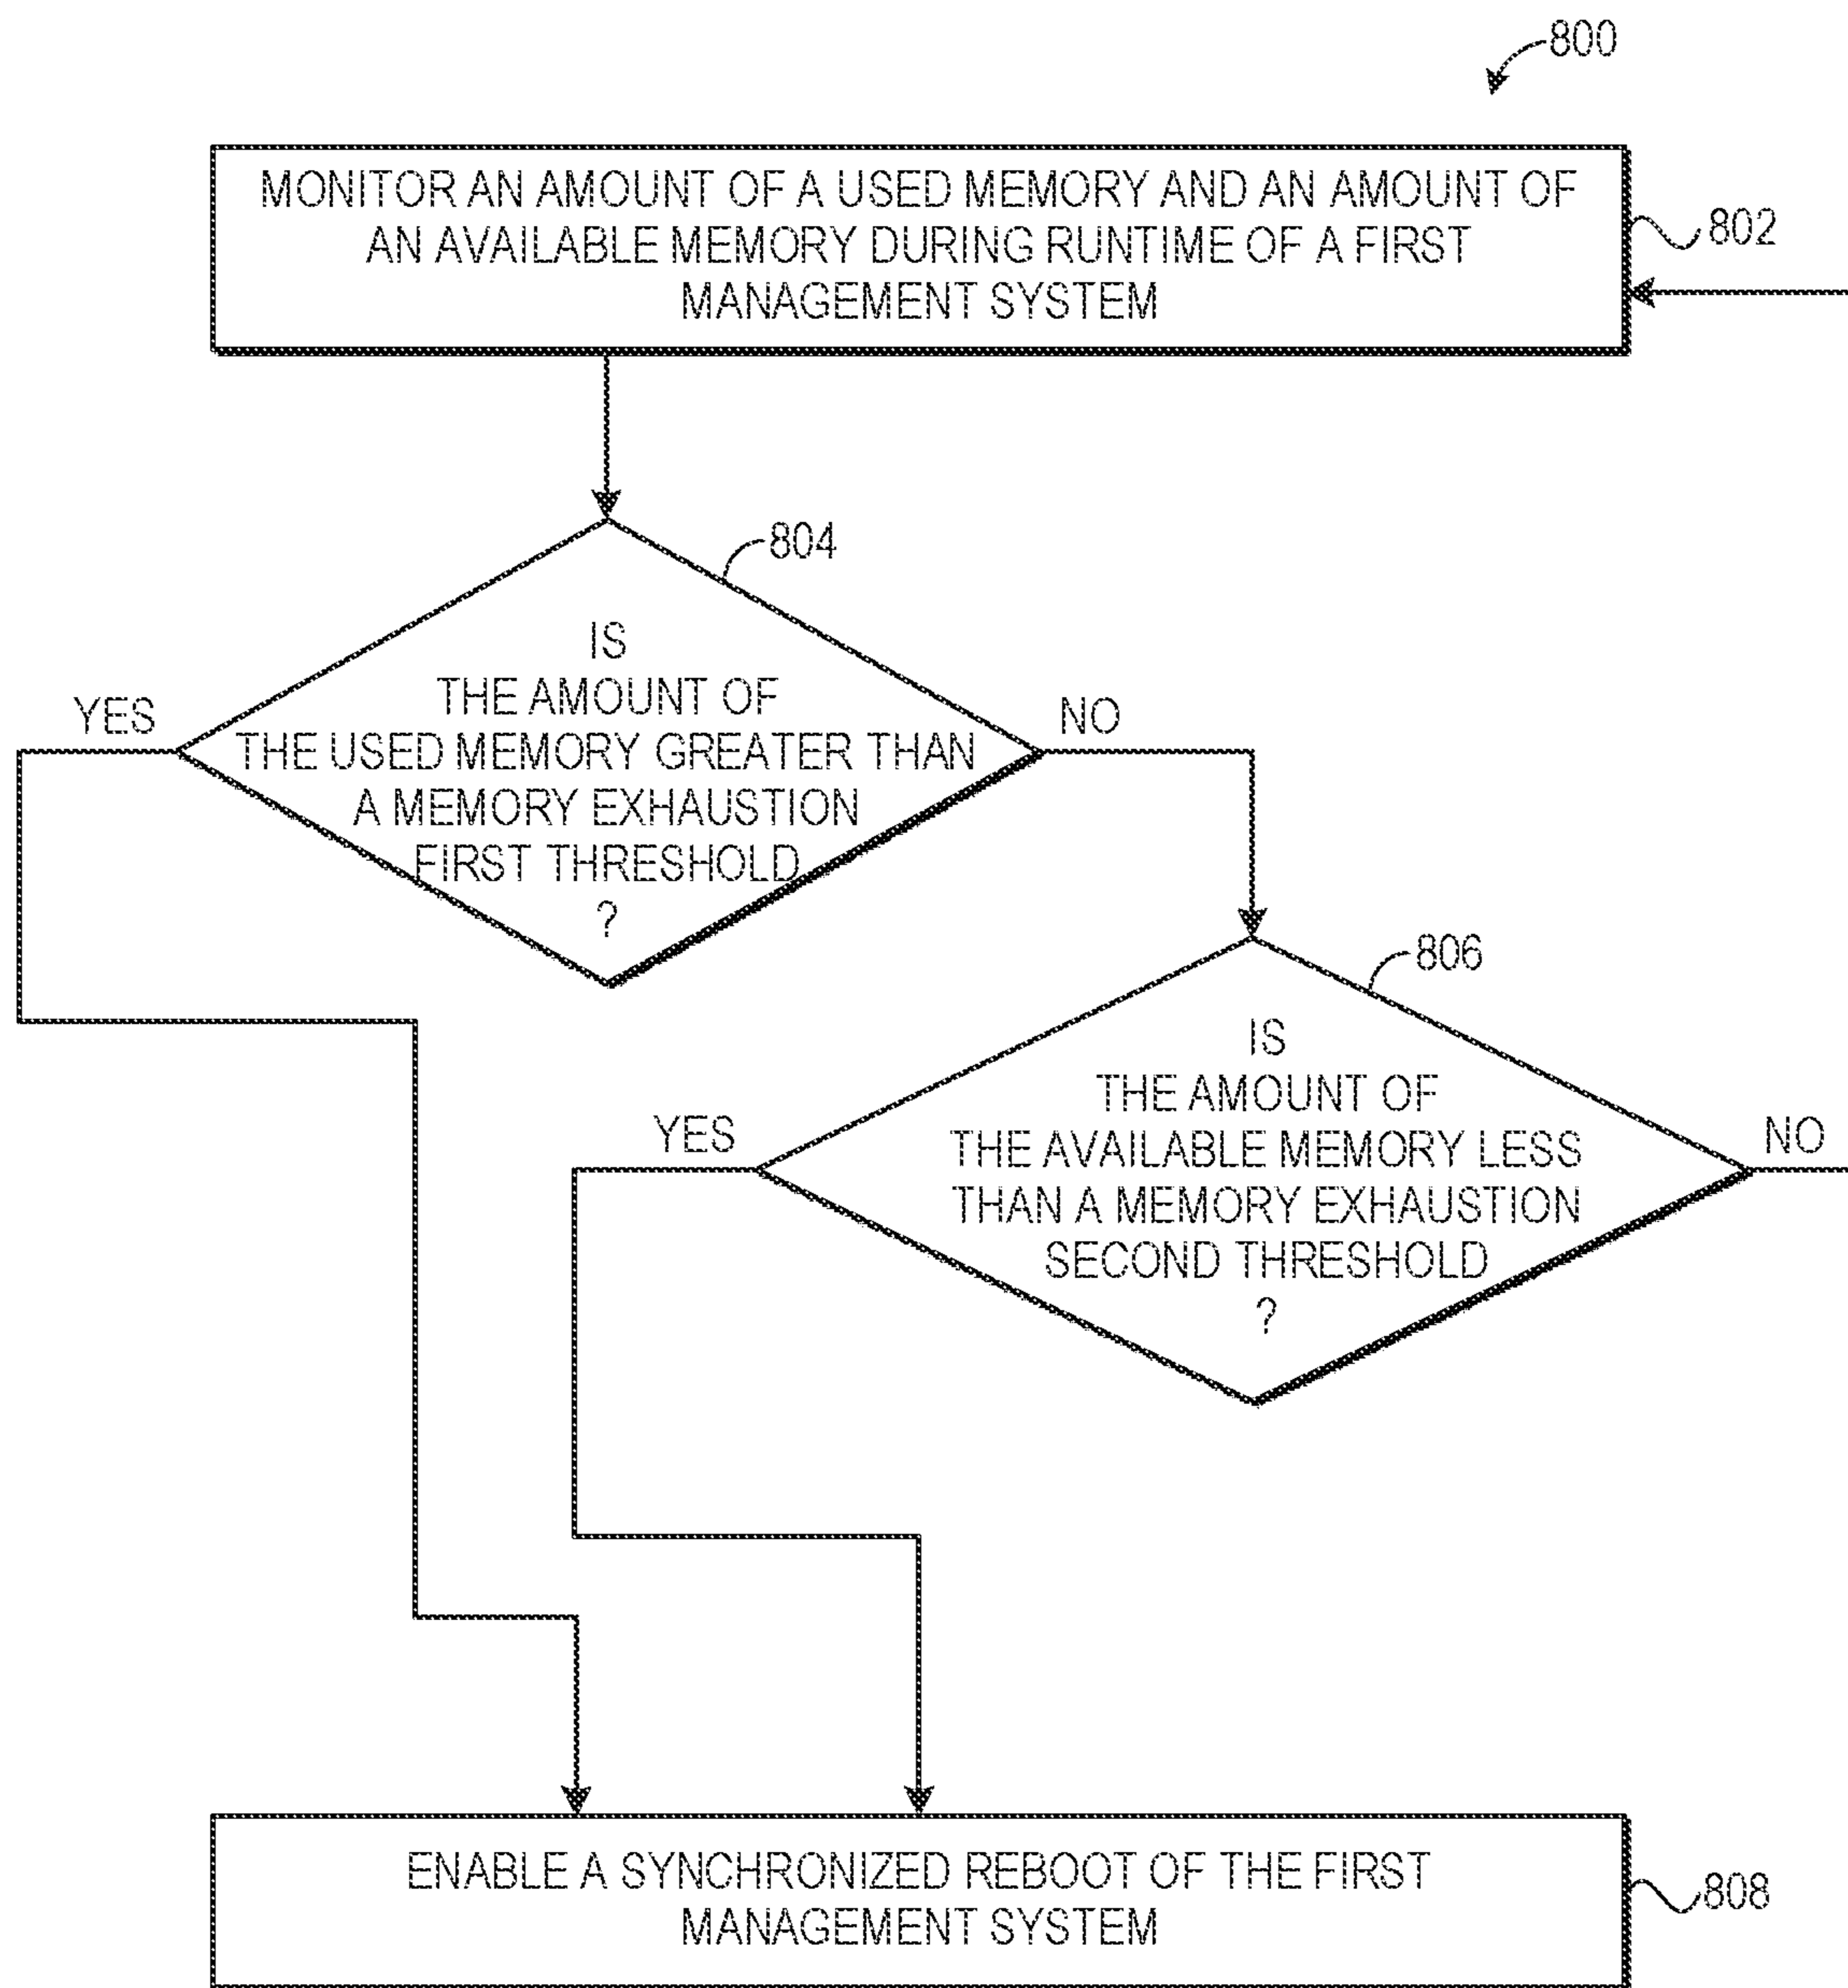 800
MONITOR AN AMOUNT OF A USED MEMORY AND AN AMOUNT OF
AN AVAILABLE MEMORY DURING RUNTIME OF A FIRST
MANAGEMENT SYSTEM
802
804
IS
THE AMOUNT OF
THE USED MEMORY GREATER THAN
A MEMORY EXHAUSTION
FIRST THRESHOLD
?
YES
NO
806
IS
THE AMOUNT OF
THE AVAILABLE MEMORY LESS
THAN A MEMORY EXHAUSTION
SECOND THRESHOLD
?
YES
NO
ENABLE A SYNCHRONIZED REBOOT OF THE FIRST
MANAGEMENT SYSTEM
808